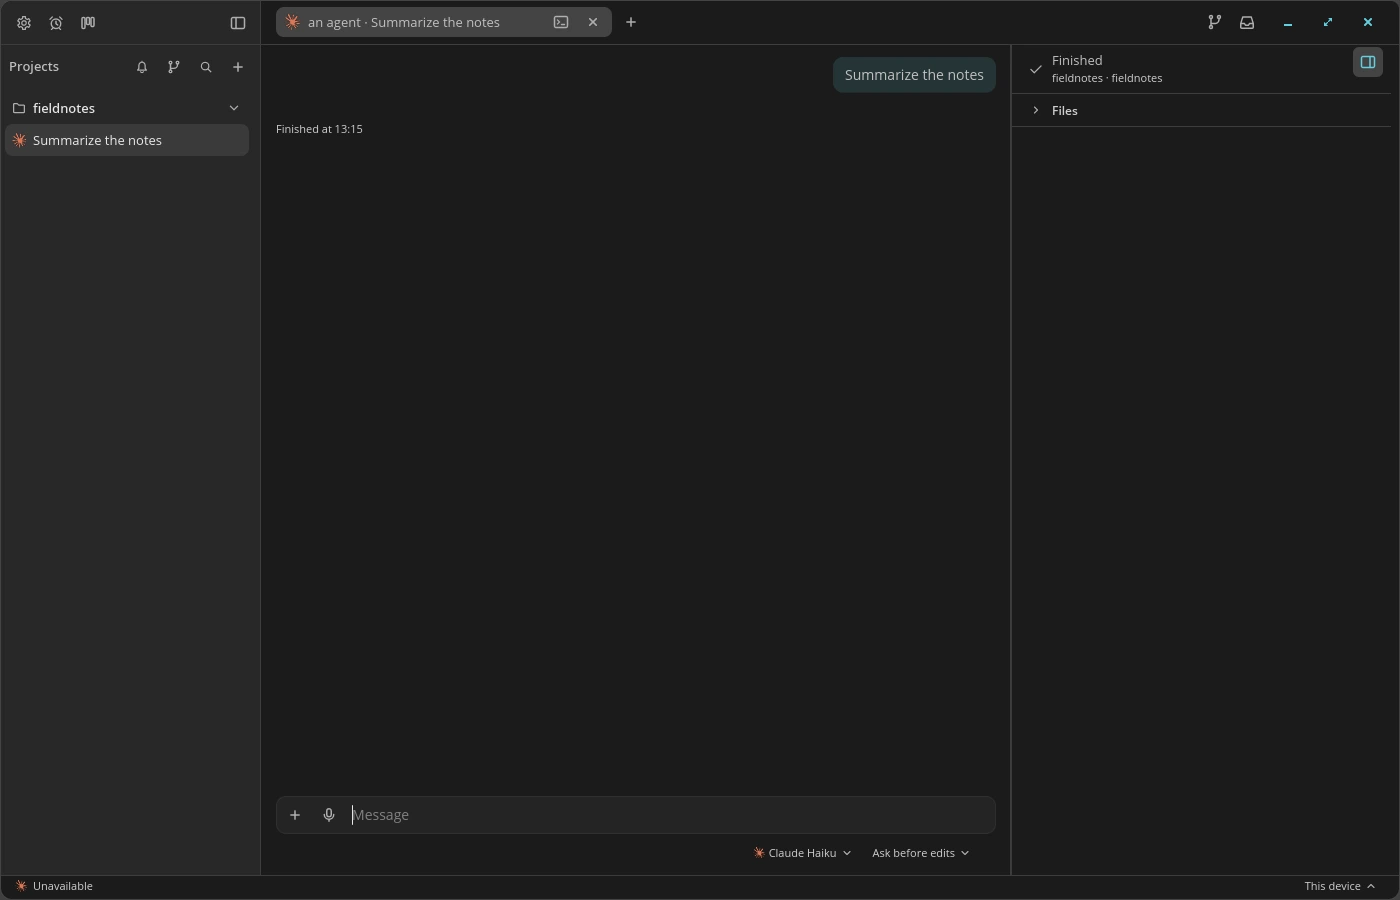 an agent · Summarize the notes
Projects
fieldnotes
Summarize the notes
Summarize the notes
Finished at 13:15
Message
Claude Haiku
Ask before edits
Finished
fieldnotes · fieldnotes
Files
Unavailable
This device